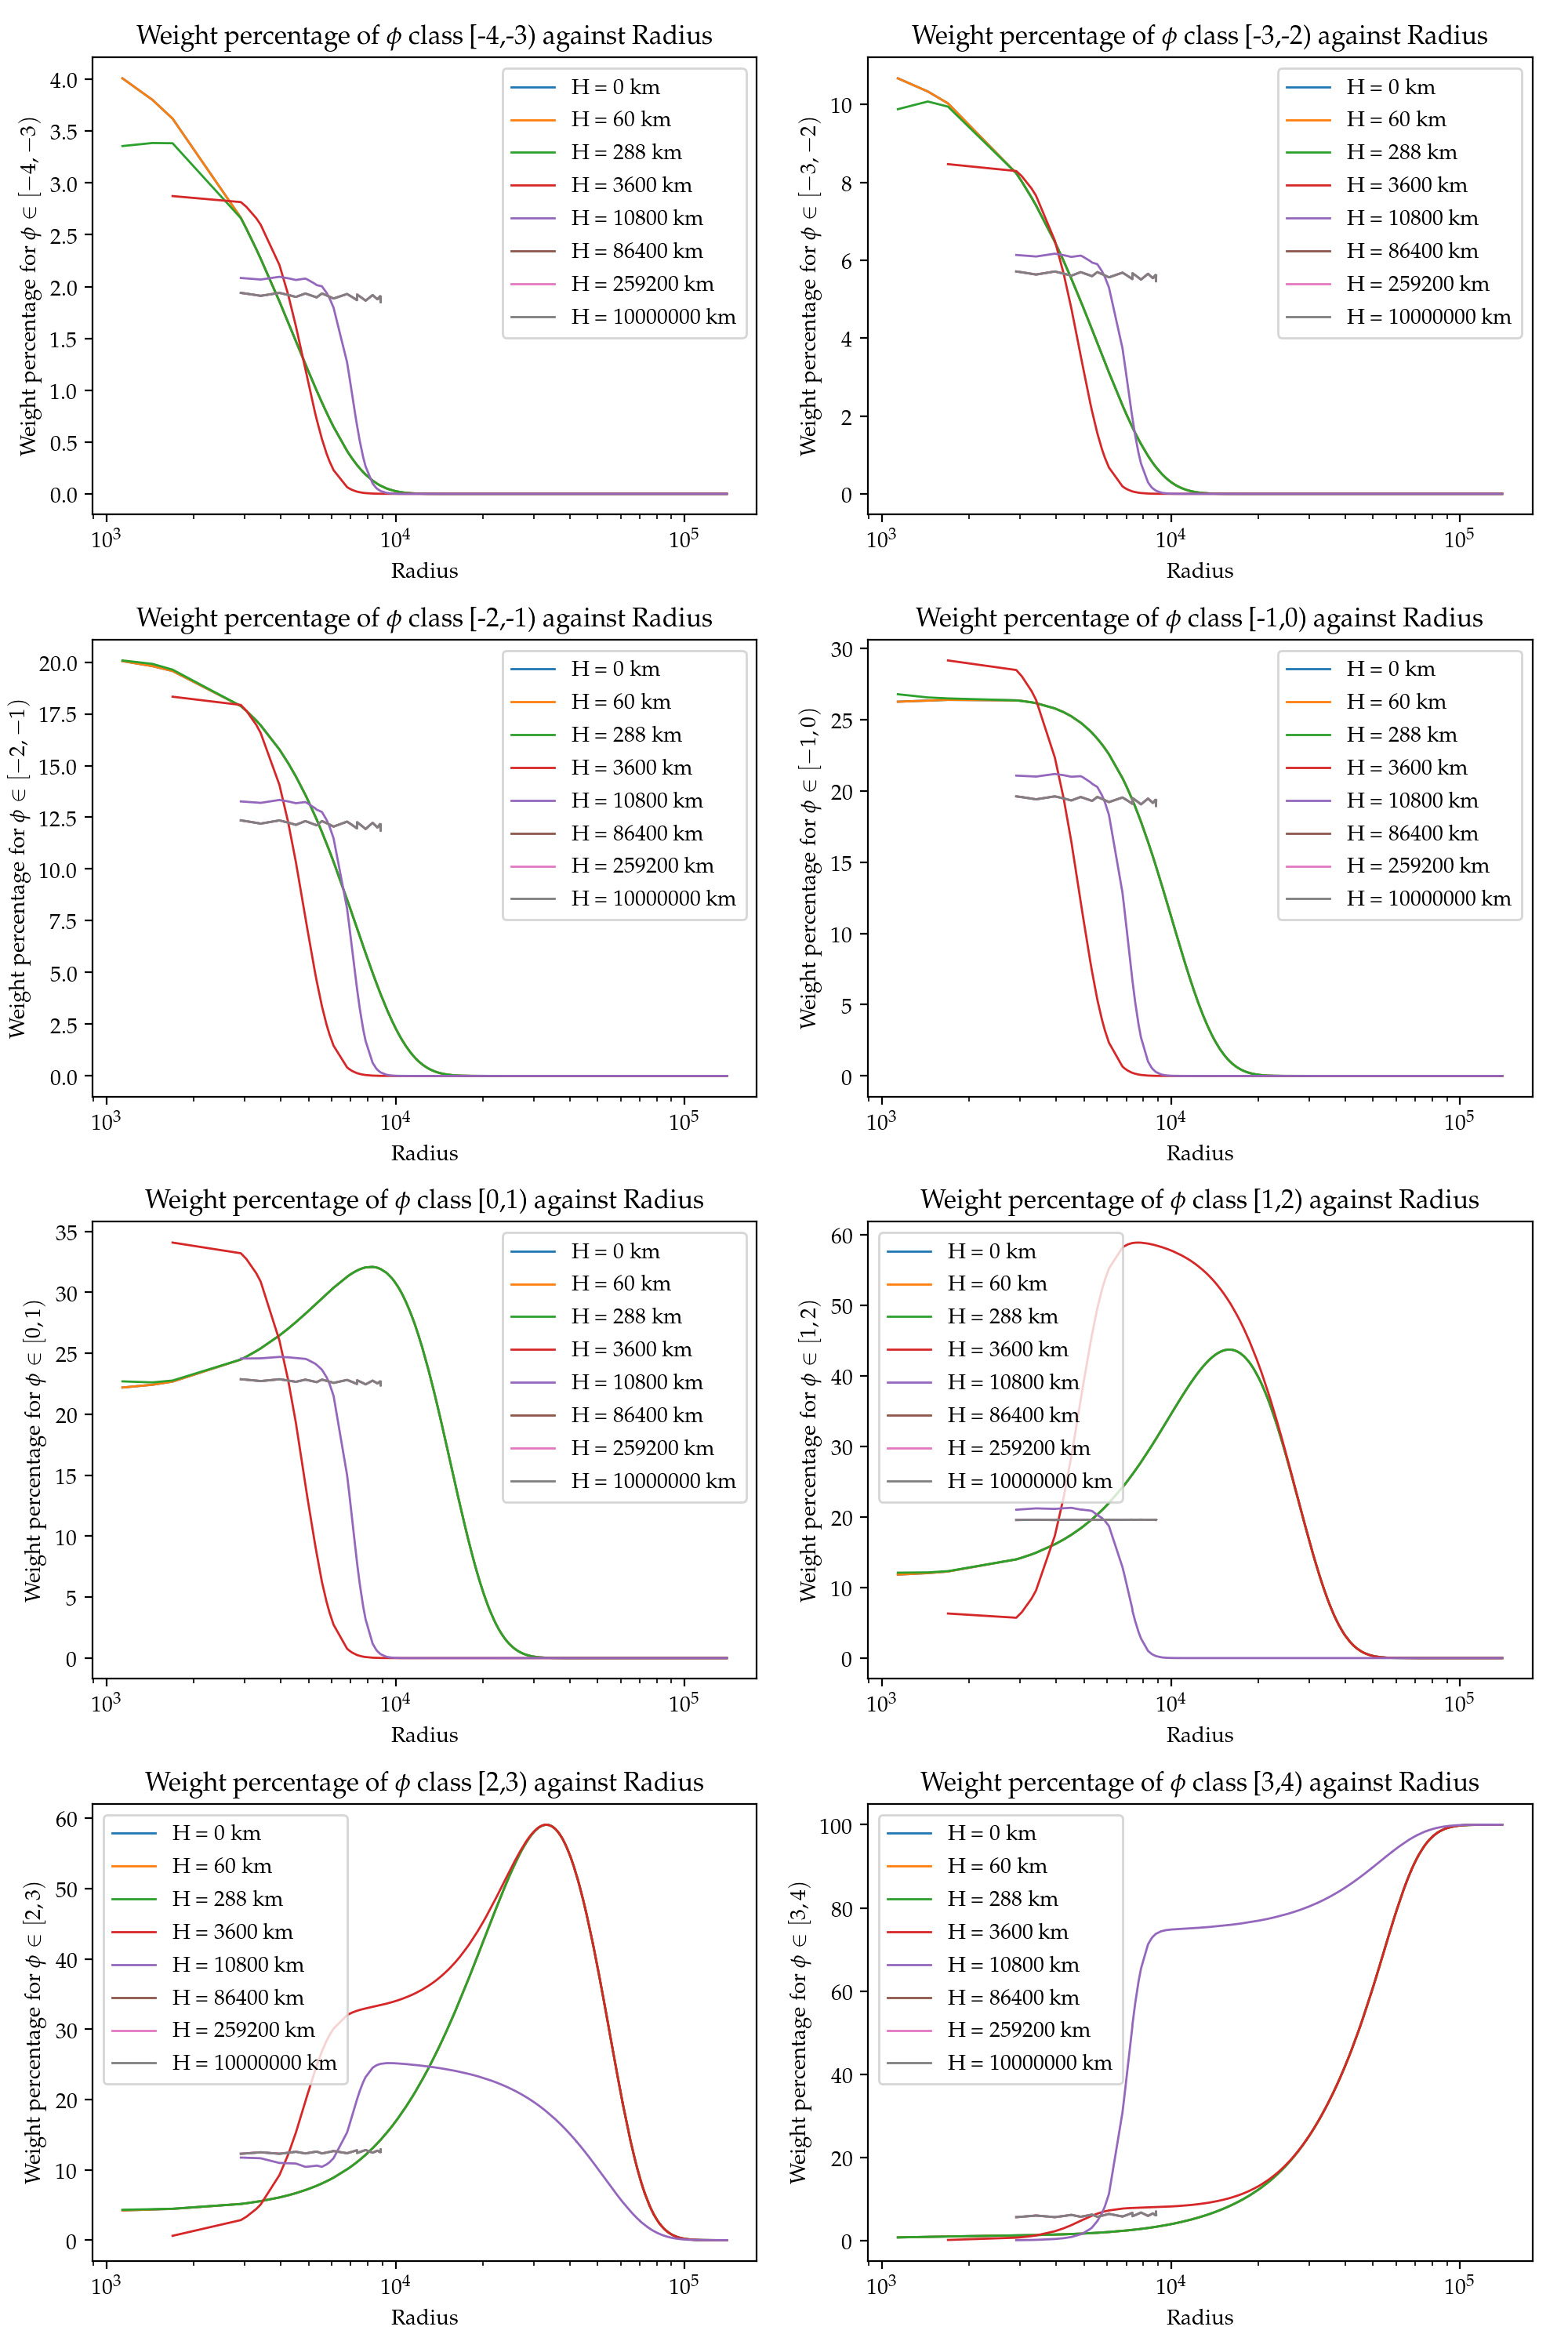 Weight percentage of ϕ class [-4,-3) against Radius
Weight percentage for ϕ ∈ [−4, −3)
4.0
3.5
3.0
2.5
2.0
1.5
1.0
0.5
0.0
H = 0 km
H = 60 km
H = 288 km
H = 3600 km
H = 10800 km
H = 86400 km
H = 259200 km
H = 10000000 km
10³ 10⁴ 10⁵
Radius
Weight percentage of ϕ class [-3,-2) against Radius
Weight percentage for ϕ ∈ [−3, −2)
10
8
6
4
2
0
H = 0 km
H = 60 km
H = 288 km
H = 3600 km
H = 10800 km
H = 86400 km
H = 259200 km
H = 10000000 km
10³ 10⁴ 10⁵
Radius
Weight percentage of ϕ class [-2,-1) against Radius
Weight percentage for ϕ ∈ [−2, −1)
20.0
17.5
15.0
12.5
10.0
7.5
5.0
2.5
0.0
H = 0 km
H = 60 km
H = 288 km
H = 3600 km
H = 10800 km
H = 86400 km
H = 259200 km
H = 10000000 km
10³ 10⁴ 10⁵
Radius
Weight percentage of ϕ class [-1,0) against Radius
Weight percentage for ϕ ∈ [−1, 0)
30
25
20
15
10
5
0
H = 0 km
H = 60 km
H = 288 km
H = 3600 km
H = 10800 km
H = 86400 km
H = 259200 km
H = 10000000 km
10³ 10⁴ 10⁵
Radius
Weight percentage of ϕ class [0,1) against Radius
Weight percentage for ϕ ∈ [0, 1)
35
30
25
20
15
10
5
0
H = 0 km
H = 60 km
H = 288 km
H = 3600 km
H = 10800 km
H = 86400 km
H = 259200 km
H = 10000000 km
10³ 10⁴ 10⁵
Radius
Weight percentage of ϕ class [1,2) against Radius
Weight percentage for ϕ ∈ [1, 2)
60
50
40
30
20
10
0
H = 0 km
H = 60 km
H = 288 km
H = 3600 km
H = 10800 km
H = 86400 km
H = 259200 km
H = 10000000 km
10³ 10⁴ 10⁵
Radius
Weight percentage of ϕ class [2,3) against Radius
Weight percentage for ϕ ∈ [2, 3)
60
50
40
30
20
10
0
H = 0 km
H = 60 km
H = 288 km
H = 3600 km
H = 10800 km
H = 86400 km
H = 259200 km
H = 10000000 km
10³ 10⁴ 10⁵
Radius
Weight percentage of ϕ class [3,4) against Radius
Weight percentage for ϕ ∈ [3, 4)
100
80
60
40
20
0
H = 0 km
H = 60 km
H = 288 km
H = 3600 km
H = 10800 km
H = 86400 km
H = 259200 km
H = 10000000 km
10³ 10⁴ 10⁵
Radius